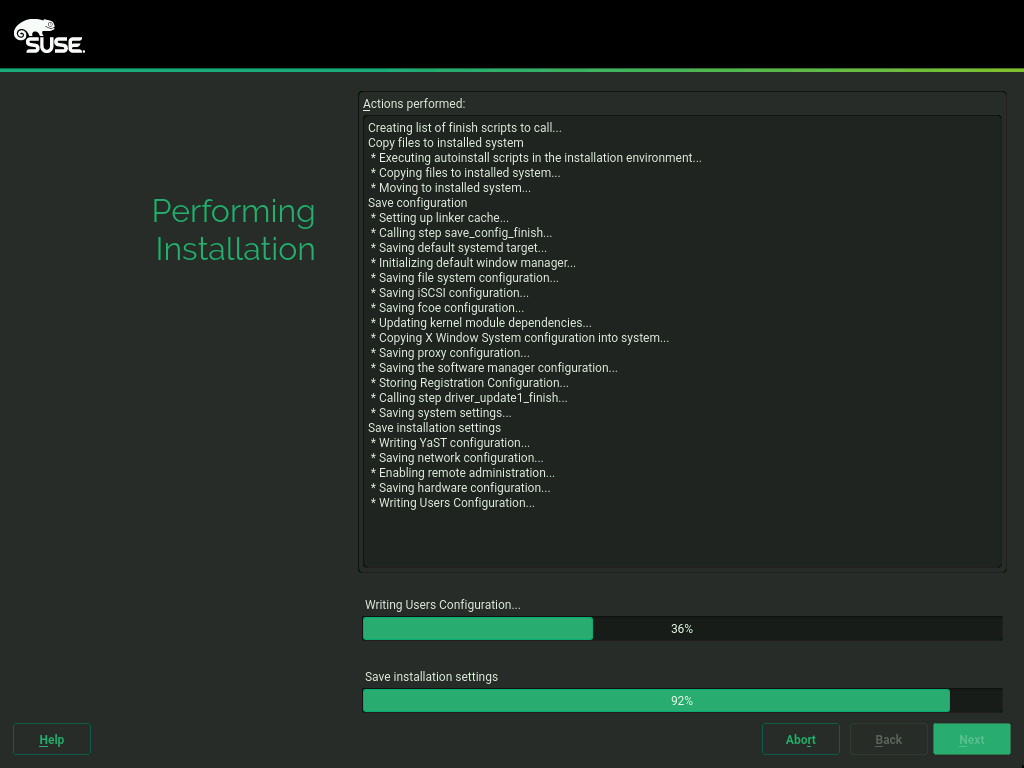 SUSE.
Performing
Installation
Actions performed:
Creating list of finish scripts to call...
Copy files to installed system
* Executing autoinstall scripts in the installation environment...
* Copying files to installed system...
* Moving to installed system...
Save configuration
* Setting up linker cache...
* Calling step save_config_finish...
* Saving default systemd target...
* Initializing default window manager...
* Saving file system configuration...
* Saving iSCSI configuration...
* Saving fcoe configuration...
* Updating kernel module dependencies...
* Copying X Window System configuration into system...
* Saving proxy configuration...
* Saving the software manager configuration...
* Storing Registration Configuration...
* Calling step driver_update1_finish...
* Saving system settings...
Save installation settings
* Writing YaST configuration...
* Saving network configuration...
* Enabling remote administration...
* Saving hardware configuration...
* Writing Users Configuration...
Writing Users Configuration...
36%
Save installation settings
92%
Help
Abort
Back
Next